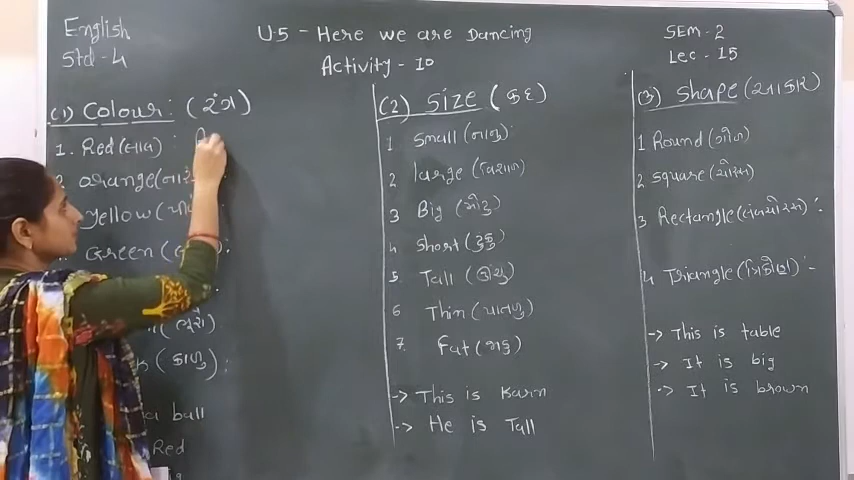 English
Std-4
U.5 - Here we are Dancing
Activity - 10
SEM-2
Lec-15
(1) Colour: (રંગ)
1. Red(લાલ) :
2. orange(
yellow(
Green (
(ભૂરો)
(કાળુ) :
a ball
Red
(2) Size (કદ)
1 Small (નાનુ)
2 large (વિશાળ)
3 Big (મોટુ)
4 Short (ટુંકુ)
5 Tall (ઊંચુ)
6 Thin (પાતળુ)
7. Fat (જાડુ)
-> This is Karin
-> He is Tall
(3) Shape (આકાર)
1 Round (ગોળ)
2 Square (ચોરસ)
3 Rectangle (લંબચોરસ) :-
4 Triangle (ત્રિકોણ) :-
-> This is table
-> It is big
-> It is brown